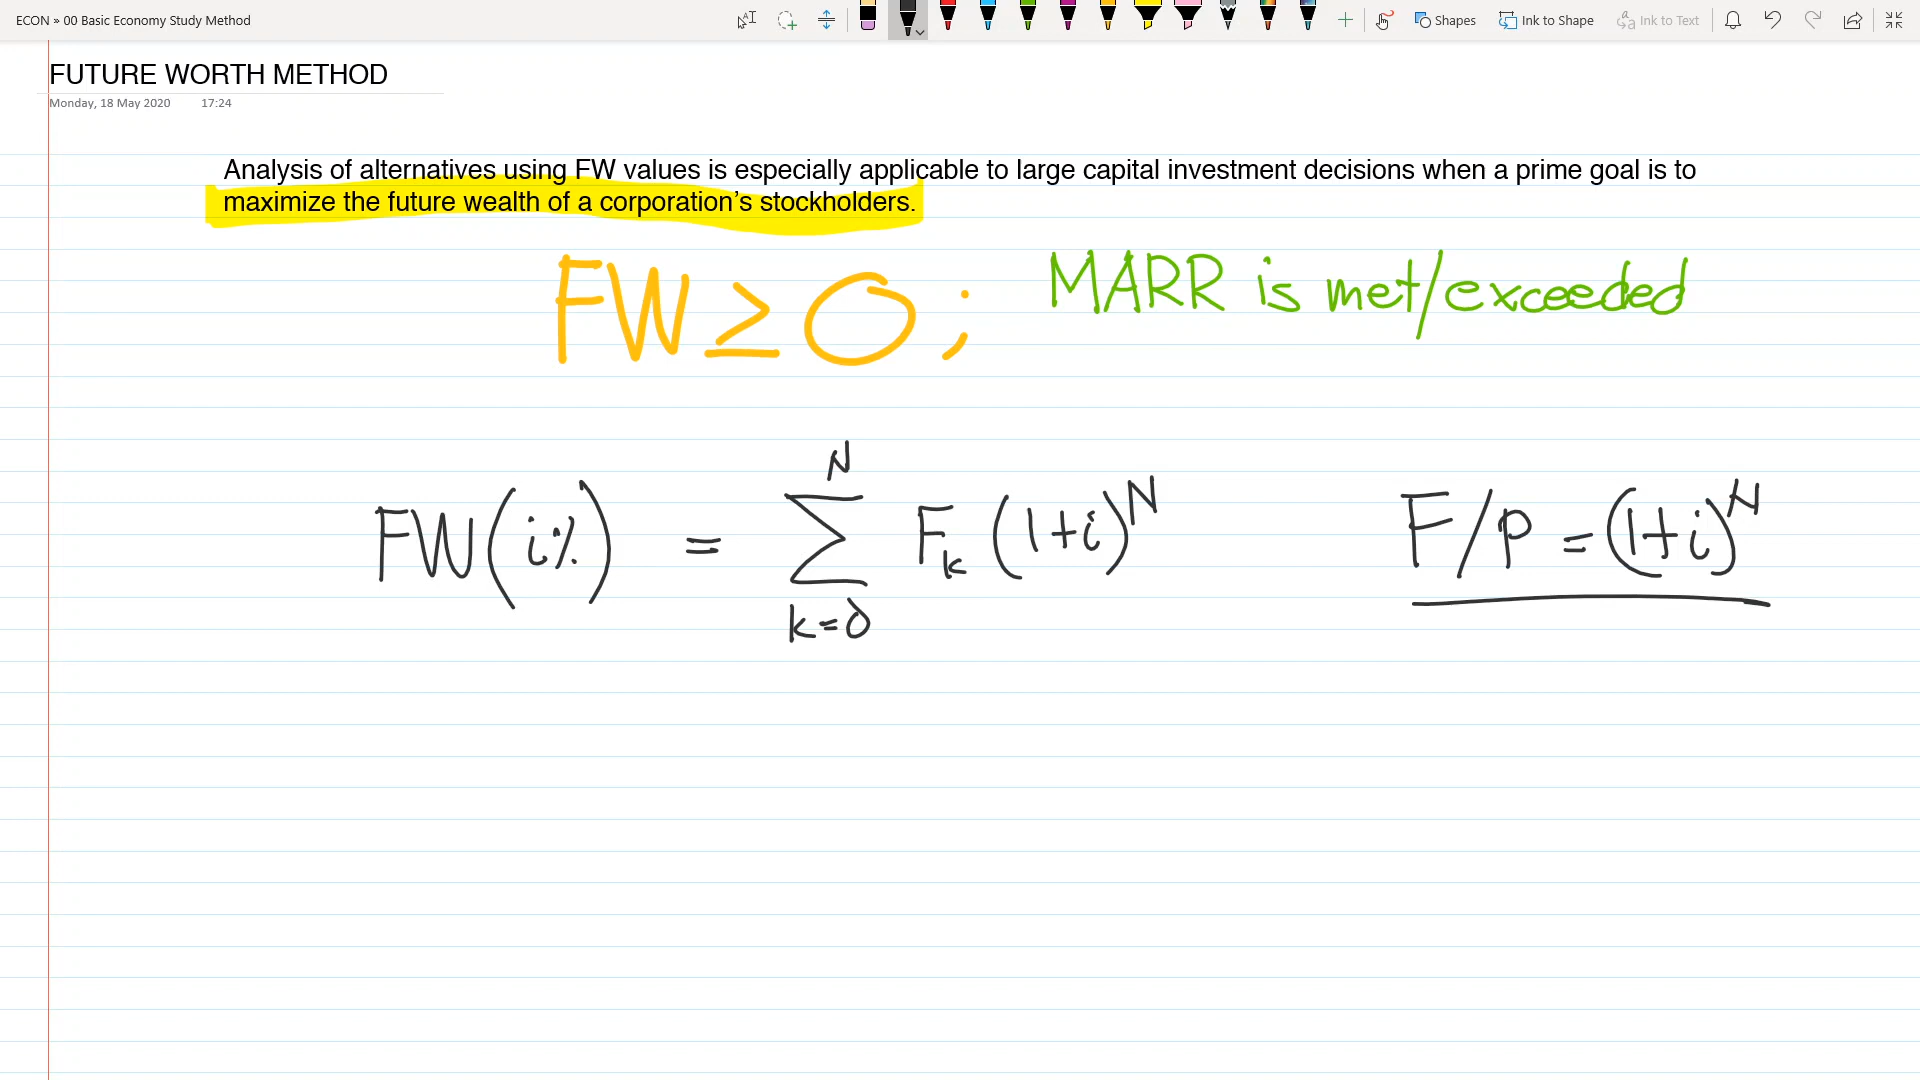 ECON » 00 Basic Economy Study Method
Shapes
Ink to Shape
Ink to Text
FUTURE WORTH METHOD
Monday, 18 May 2020 17:24
Analysis of alternatives using FW values is especially applicable to large capital investment decisions when a prime goal is to
maximize the future wealth of a corporation’s stockholders.
FW ≥ 0 ; MARR is met/exceeded
FW(i%) = ∑_{k=0}^{N} F_k (1+i)^N
F/P = (1+i)^N